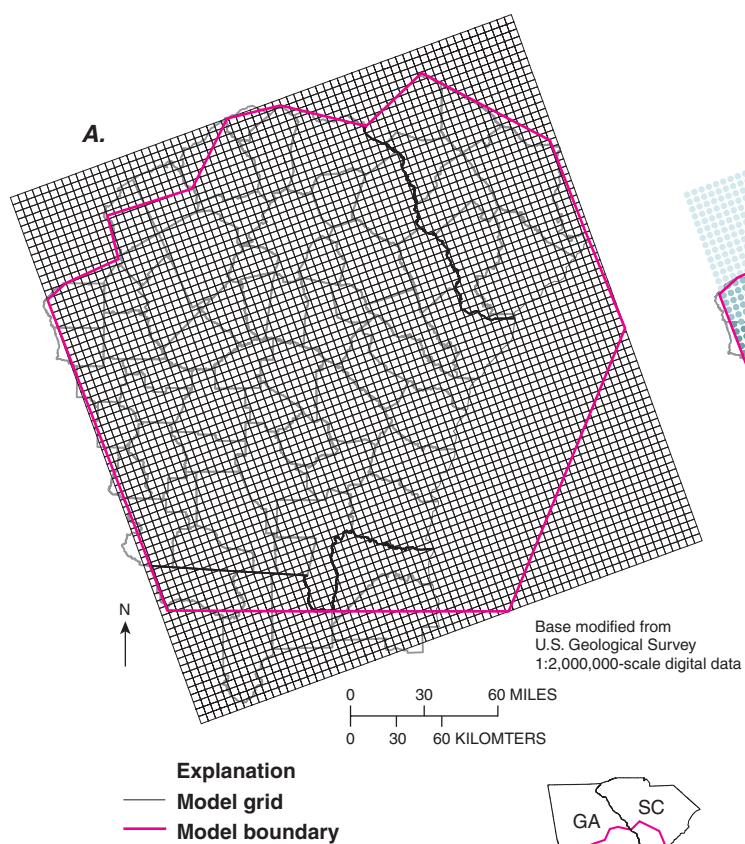 A.
N
Base modified from
U.S. Geological Survey
1:2,000,000-scale digital data
0 30 60 MILES
0 30 60 KILOMTERS
Explanation
Model grid
Model boundary
GA SC